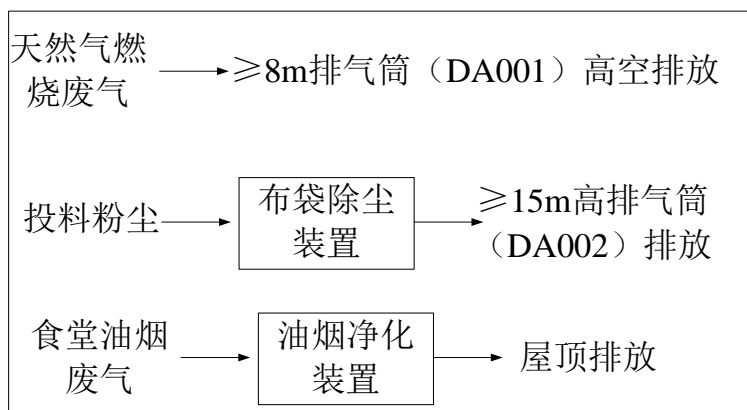 天然气燃
烧废气
≥8m排气筒（DA001）高空排放
投料粉尘
布袋除尘
装置
≥15m高排气筒
（DA002）排放
食堂油烟
废气
油烟净化
装置
屋顶排放